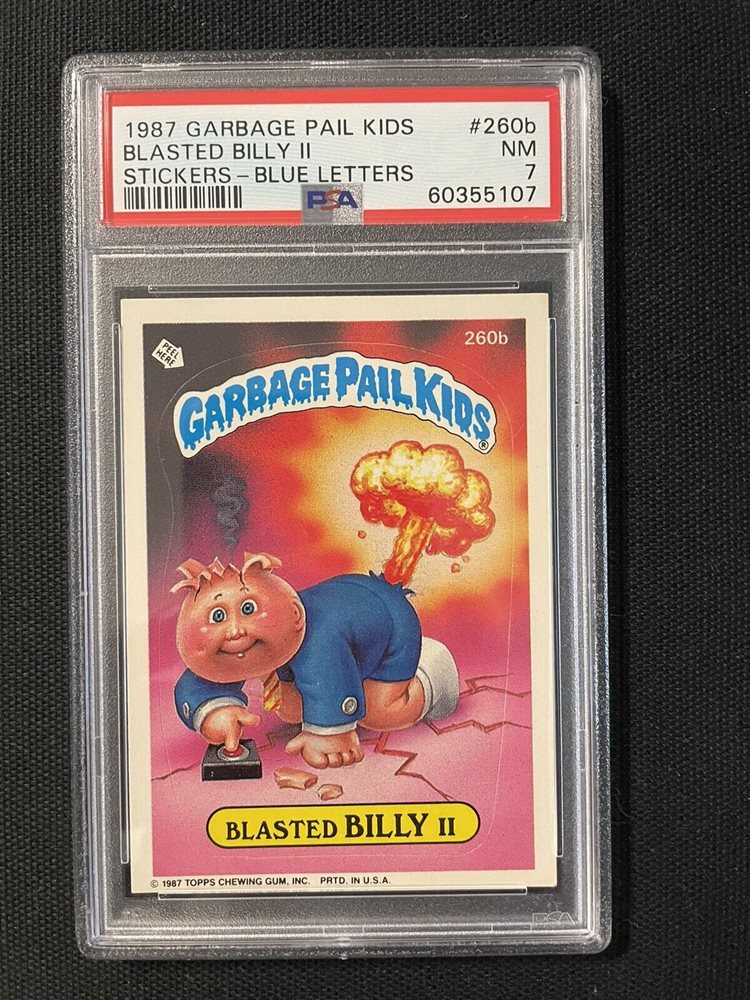 1987 GARBAGE PAIL KIDS #260b
BLASTED BILLY II NM
STICKERS-BLUE LETTERS 7
PSA 60355107
260b
PEEL
HERE
GARBAGE PAIL KIDS®
BLASTED BILLY II
© 1987 TOPPS CHEWING GUM, INC. PRTD. IN U.S.A.
PSA